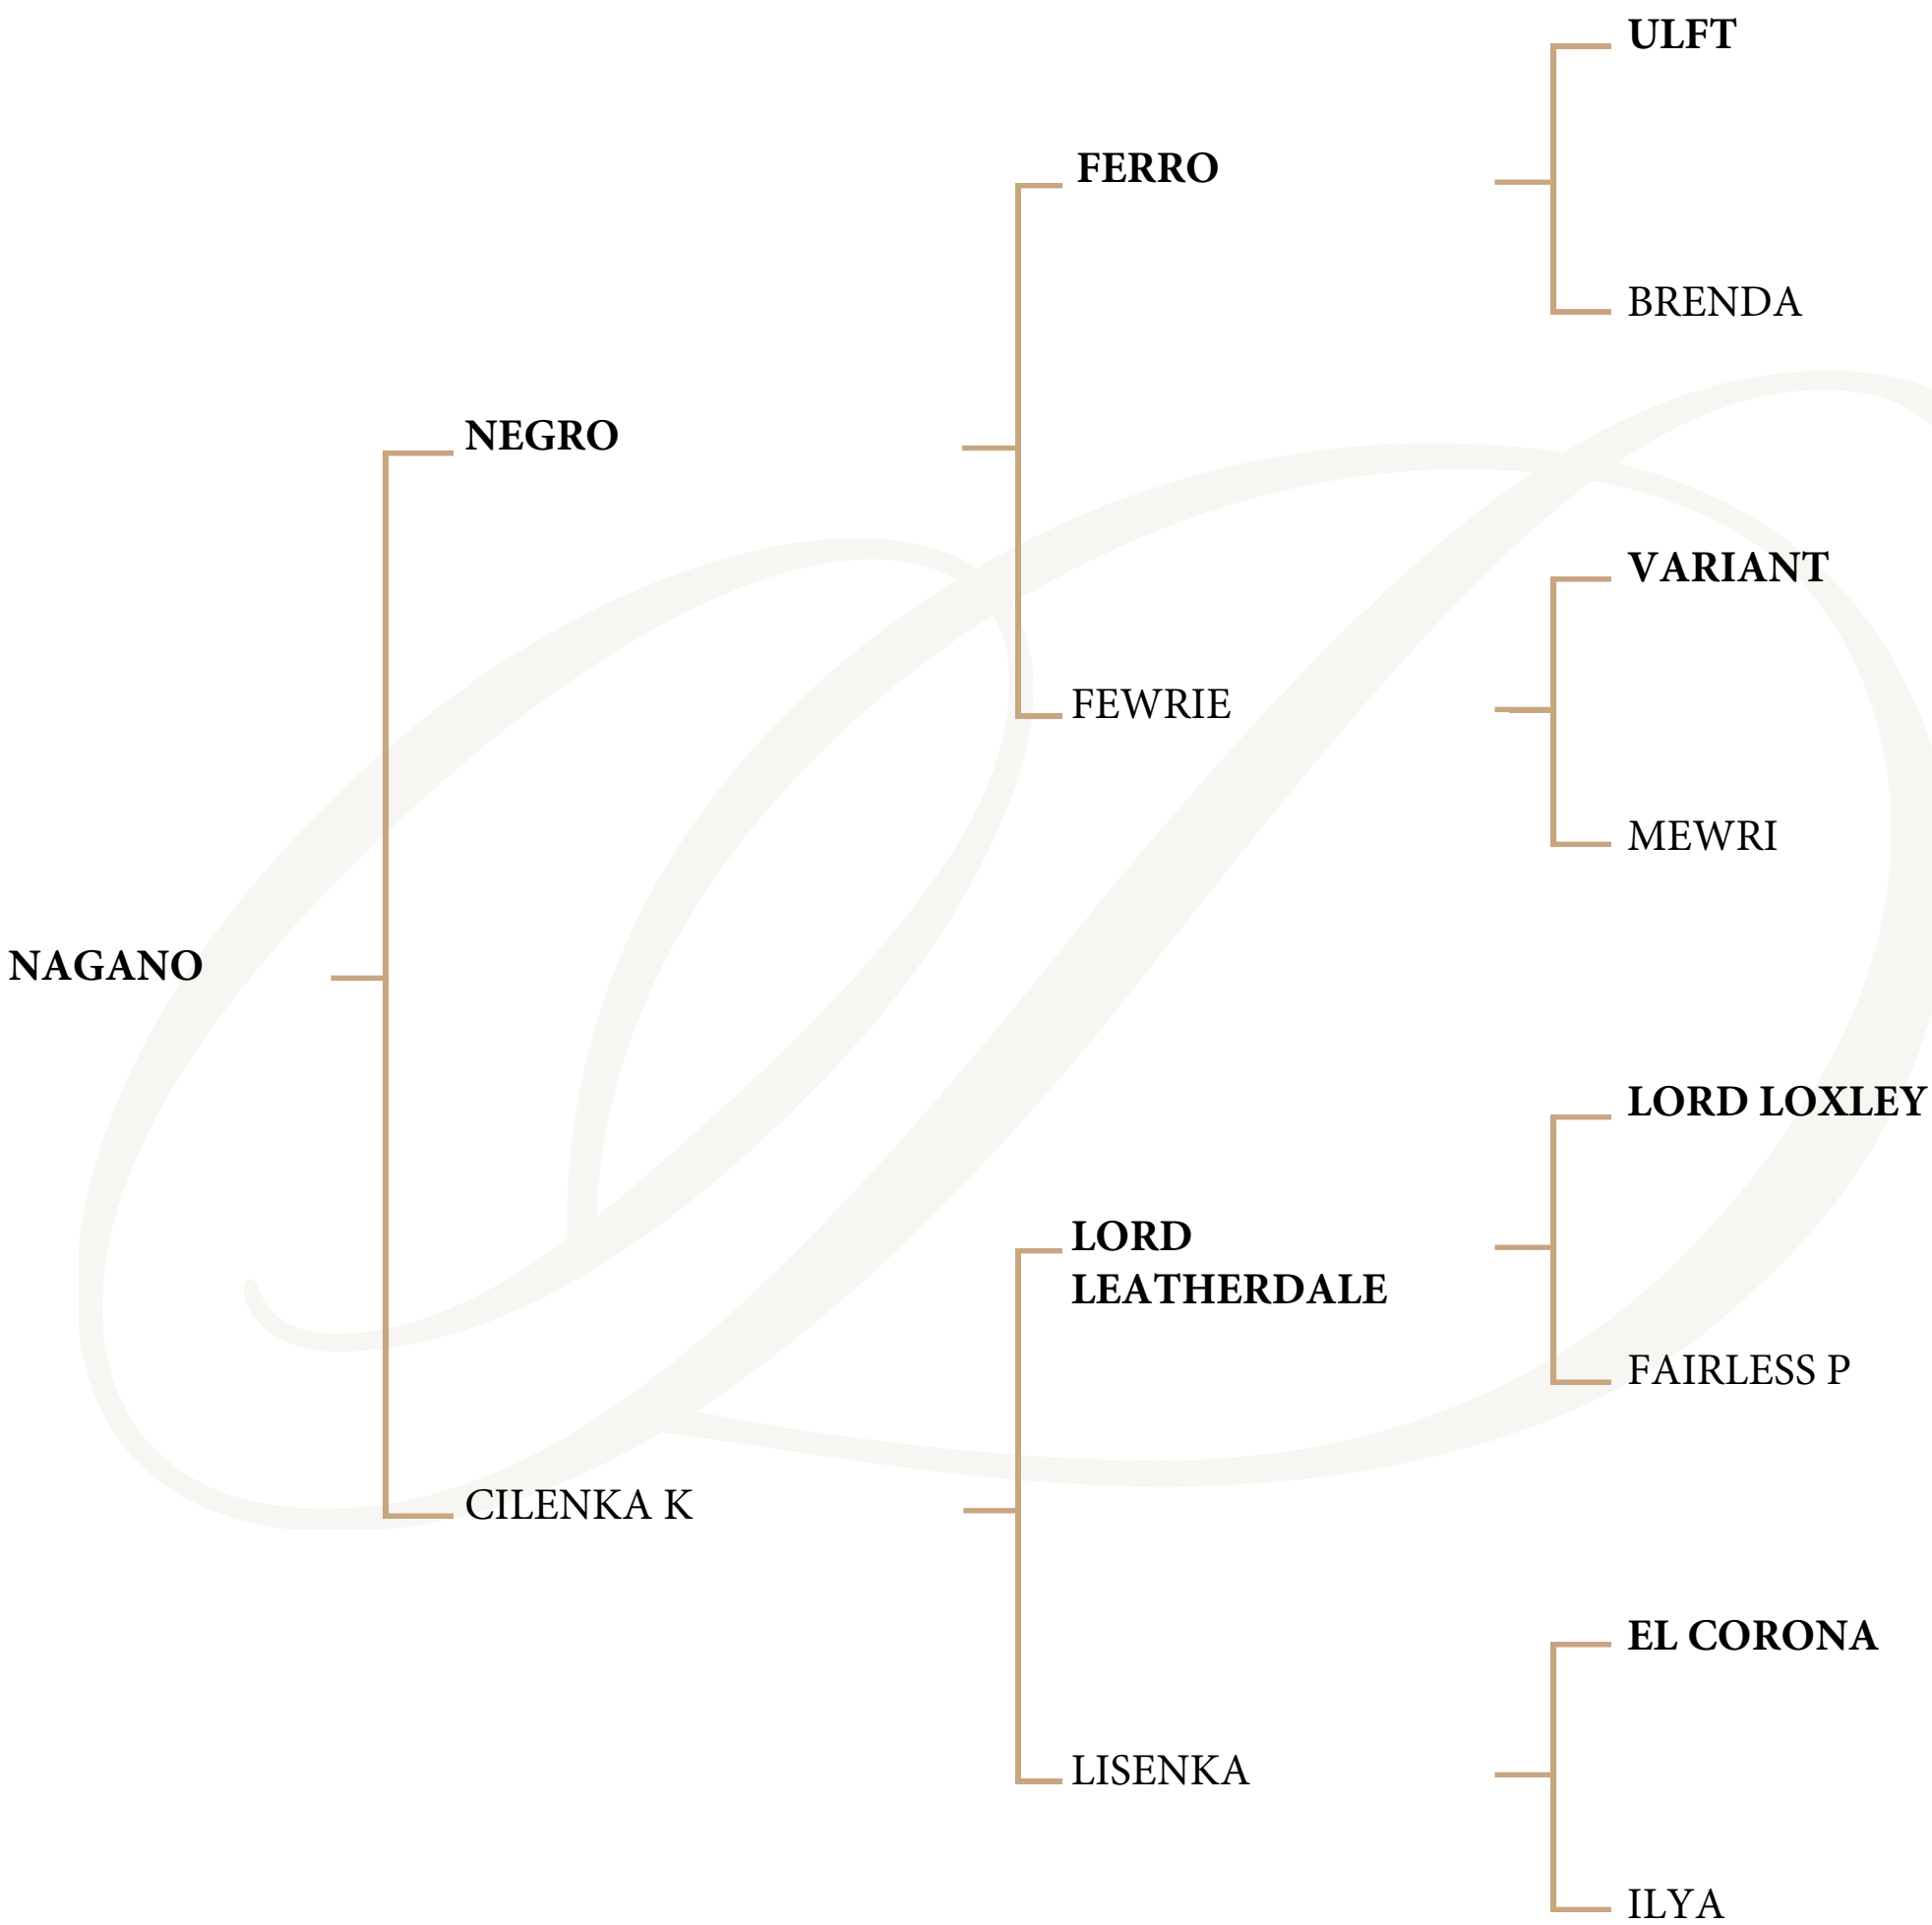 ULFT
FERRO
BRENDA
NEGRO
VARIANT
FEWRIE
MEWRI
NAGANO
LORD LOXLEY
LORD
LEATHERDALE
FAIRLESS P
CILENKA K
EL CORONA
LISENKA
ILYA